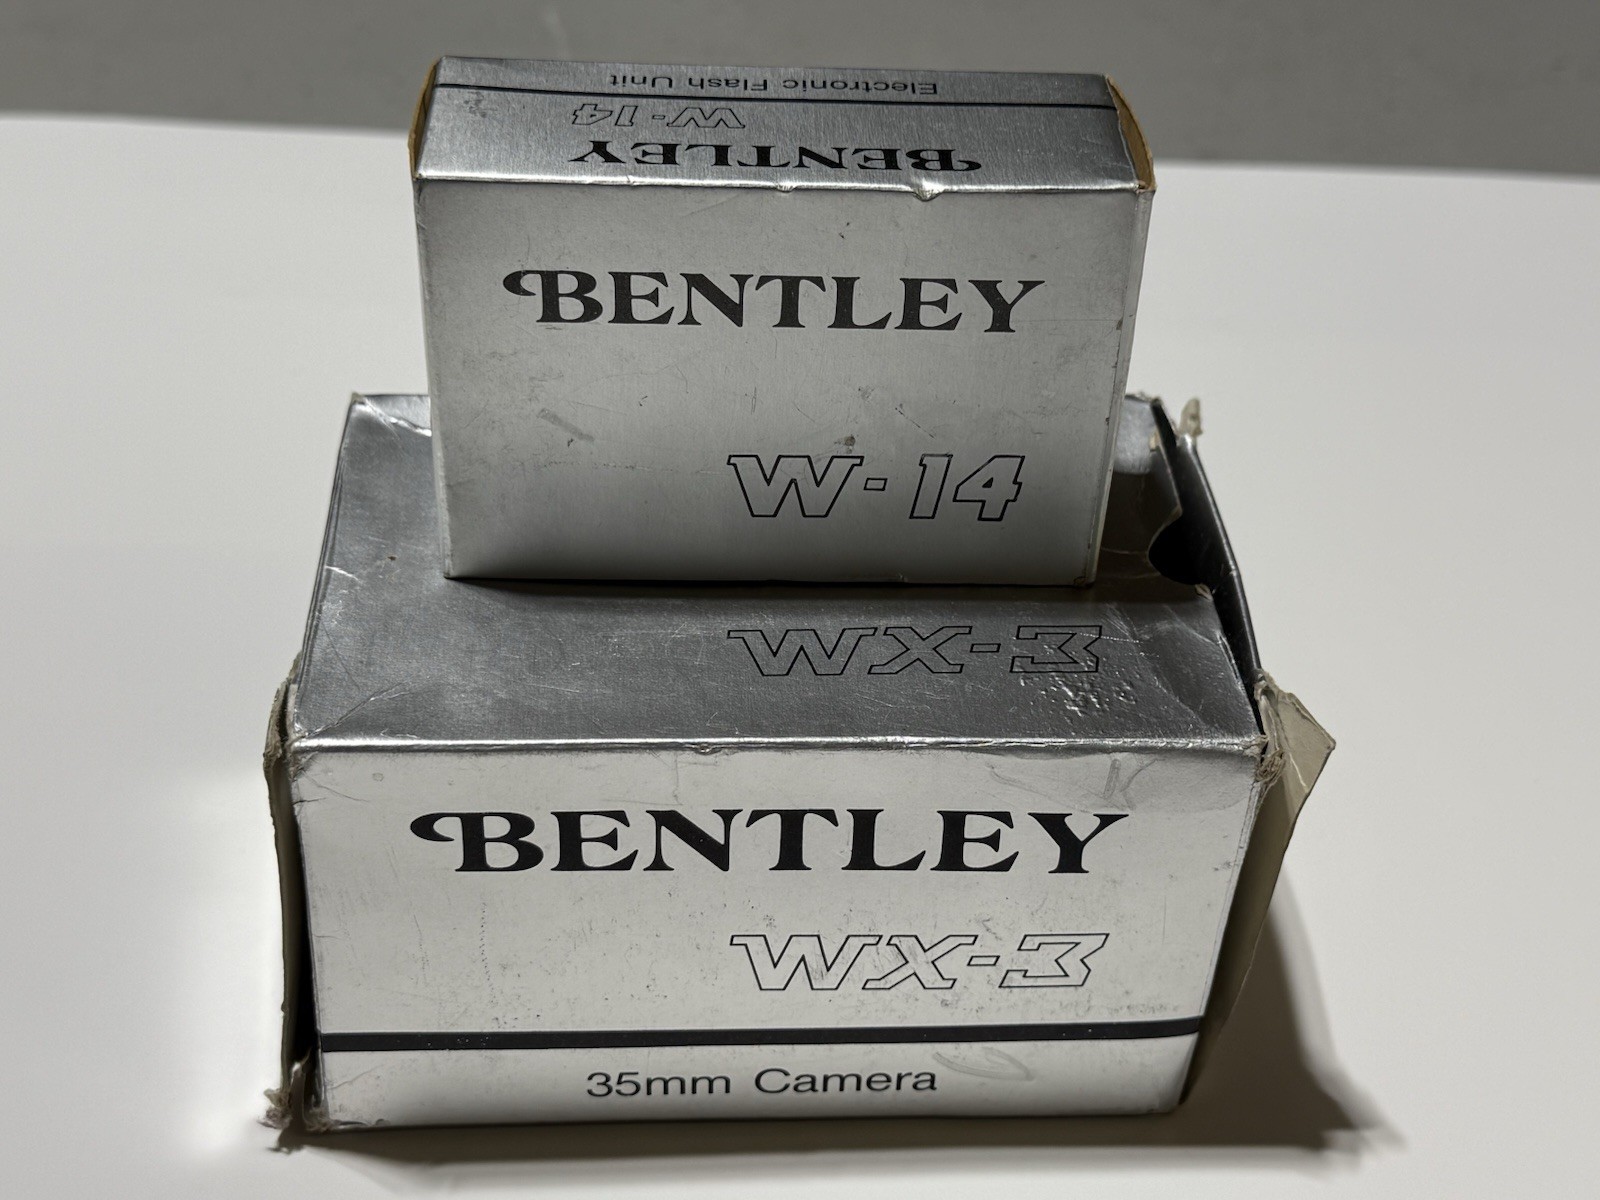 Electronic Flash Unit
W-14
BENTLEY
BENTLEY
W-14
WX-3
BENTLEY
WX-3
35mm Camera